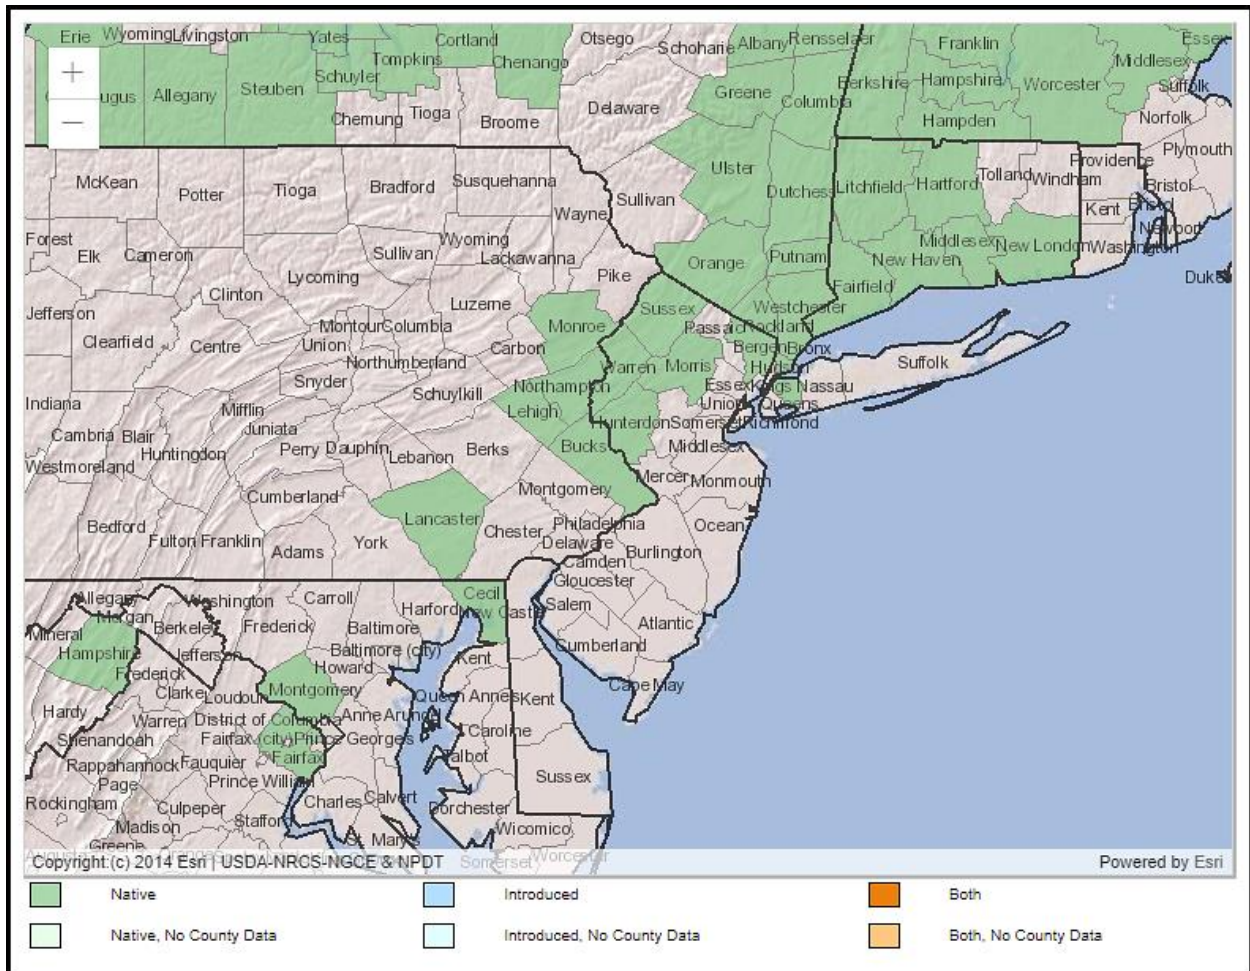 Erie Wyoming Livingston Yates Cortland Otsego Schoharie Albany Rensselaer Franklin Essex
Tompkins Chenango Middlesex
Schuyler Berkshire Hampshire Worcester Suffolk
+
augus Allegany Steuben Greene Columbia
Chemung Tioga Broome Delaware Hampden Norfolk
−
McKean Potter Tioga Bradford Susquehanna Ulster Providence Plymouth
Wayne Sullivan Dutchess Litchfield Hartford Tolland Windham Bristol
Kent Bristol
Newport
Forest Elk Cameron Sullivan Wyoming Lackawanna Orange Putnam New Haven Middlesex New London Washington
Lycoming Pike Fairfield Dukes
Clinton Luzerne Sussex Westchester
Jefferson Clearfield Centre Montour Columbia Carbon Monroe Passaic Rockland
Union Bergen Bronx
Northumberland Warren Morris Hudson Suffolk
Snyder Schuylkill Northampton Essex Kings Nassau
Indiana Mifflin Lehigh Union Queens
Juniata Hunterdon Somerset Richmond
Cambria Blair Huntingdon Perry Dauphin Lebanon Berks Bucks Middlesex
Westmoreland
Cumberland Montgomery Mercer Monmouth
Bedford Fulton Franklin Adams York Lancaster Chester Philadelphia Ocean
Delaware Burlington
Camden
Gloucester
Allegany Washington Carroll Cecil
Morgan Harford New Castle Salem
Mineral Berkeley Frederick Baltimore Atlantic
Hampshire Jefferson Baltimore (city) Cumberland
Frederick Howard Kent
Clarke Loudoun Montgomery Queen Annes Kent Cape May
Hardy Warren District of Columbia Anne Arundel
Shenandoah Fairfax (city) Prince Georges Caroline
Rappahannock Fauquier Fairfax Talbot
Page Prince William Sussex
Rockingham Culpeper Charles Calvert Dorchester
Madison Stafford Wicomico
Greene St. Marys
Copyright:(c) 2014 Esri | USDA-NRCS-NGCE & NPDT Somerset Worcester Powered by Esri
Native Introduced Both
Native, No County Data Introduced, No County Data Both, No County Data